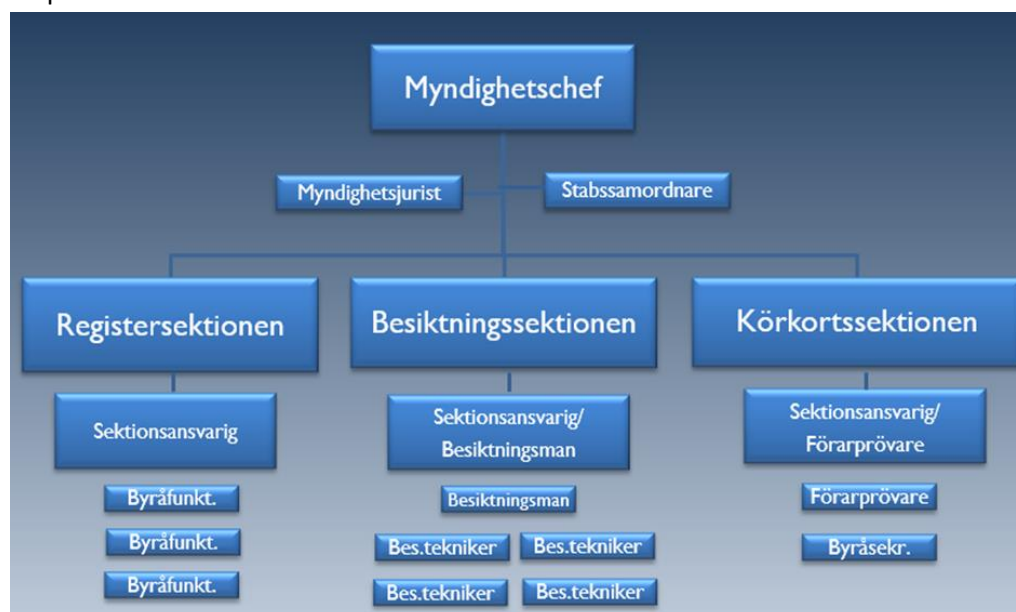 Myndighetschef
Myndighetsjurist
Stabssamordnare
Registersektionen
Besiktningssektionen
Körkortssektionen
Sektionsansvarig
Sektionsansvarig/
Besiktningsman
Sektionsansvarig/
Förarprövare
Byråfunkt.
Besiktningsman
Förarprövare
Byråfunkt.
Bes.tekniker
Bes.tekniker
Byråsekr.
Byråfunkt.
Bes.tekniker
Bes.tekniker